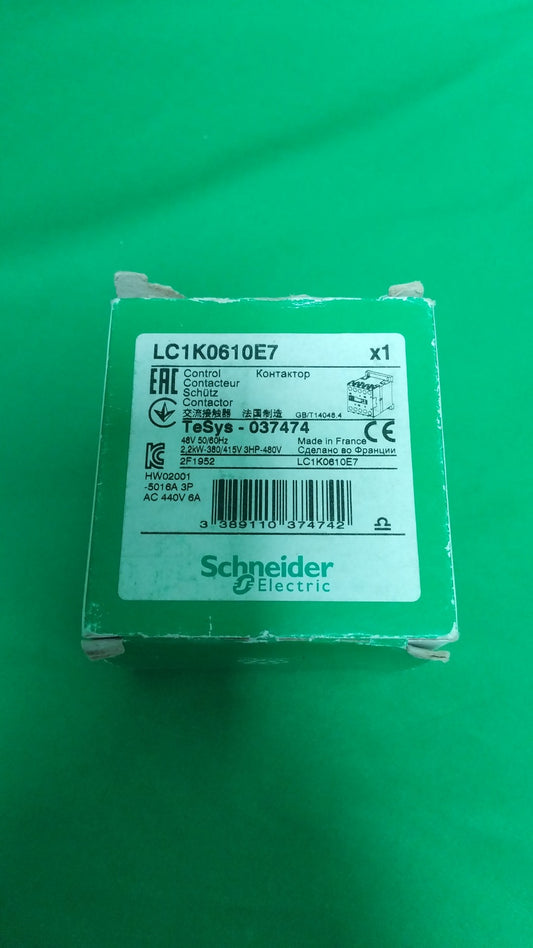 LC1K0610E7 x1
EAC Control Контактор
Contacteur
Schütz
Contactor
交流接触器 法国制造 GB/T14048.4
TeSys - 037474
48V 50/60Hz Made in France CE
2,2kW-380/415V 3HP-480V Сделано во Франции
2F1952 LC1K0610E7
HW02001
-5016A 3P
AC 440V 6A
3 389110 374742
Schneider
Electric